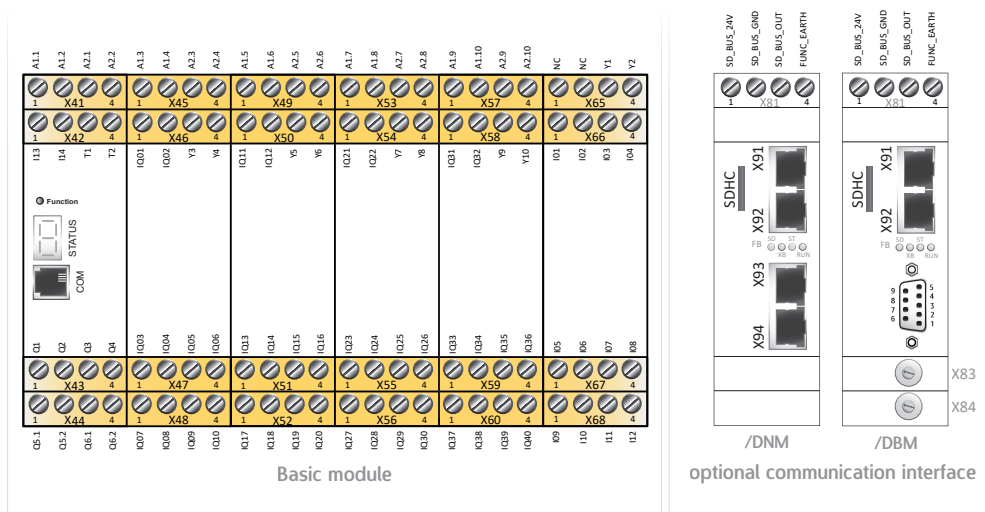 A1.1 A1.2 A2.1 A2.2 A1.3 A1.4 A2.3 A2.4 A1.5 A1.6 A2.5 A2.6 A1.7 A1.8 A2.7 A2.8 A1.9 A1.10 A2.9 A2.10 NC NC Y1 Y2
1 X41 4 1 X45 4 1 X49 4 1 X53 4 1 X57 4 1 X65 4
1 X42 4 1 X46 4 1 X50 4 1 X54 4 1 X58 4 1 X66 4
I13 I14 T1 T2 IQ01 IQ02 Y3 Y4 IQ11 IQ12 Y5 Y6 IQ21 IQ22 Y7 Y8 IQ31 IQ32 Y9 Y10 I01 I02 I03 I04
Function
STATUS
COM
Q1 Q2 Q3 Q4 IQ03 IQ04 IQ05 IQ06 IQ13 IQ14 IQ15 IQ16 IQ23 IQ24 IQ25 IQ26 IQ33 IQ34 IQ35 IQ36 I05 I06 I07 I08
1 X43 4 1 X47 4 1 X51 4 1 X55 4 1 X59 4 1 X67 4
1 X44 4 1 X48 4 1 X52 4 1 X56 4 1 X60 4 1 X68 4
Q5.1 Q5.2 Q6.1 Q6.2 IQ07 IQ08 IQ09 IQ10 IQ17 IQ18 IQ19 IQ20 IQ27 IQ28 IQ29 IQ30 IQ37 IQ38 IQ39 IQ40 I09 I10 I11 I12
Basic module
SD_BUS_24V SD_BUS_GND SD_BUS_OUT FUNC_EARTH
1 X81 4
SDHC
X91
X92
FB SD ST
XB RUN
X93
X94
/DNM
SD_BUS_24V SD_BUS_GND SD_BUS_OUT FUNC_EARTH
1 X81 4
SDHC
X91
X92
FB SD ST
XB RUN
9 5
8 4
7 3
6 2
1
X83
X84
/DBM
optional communication interface